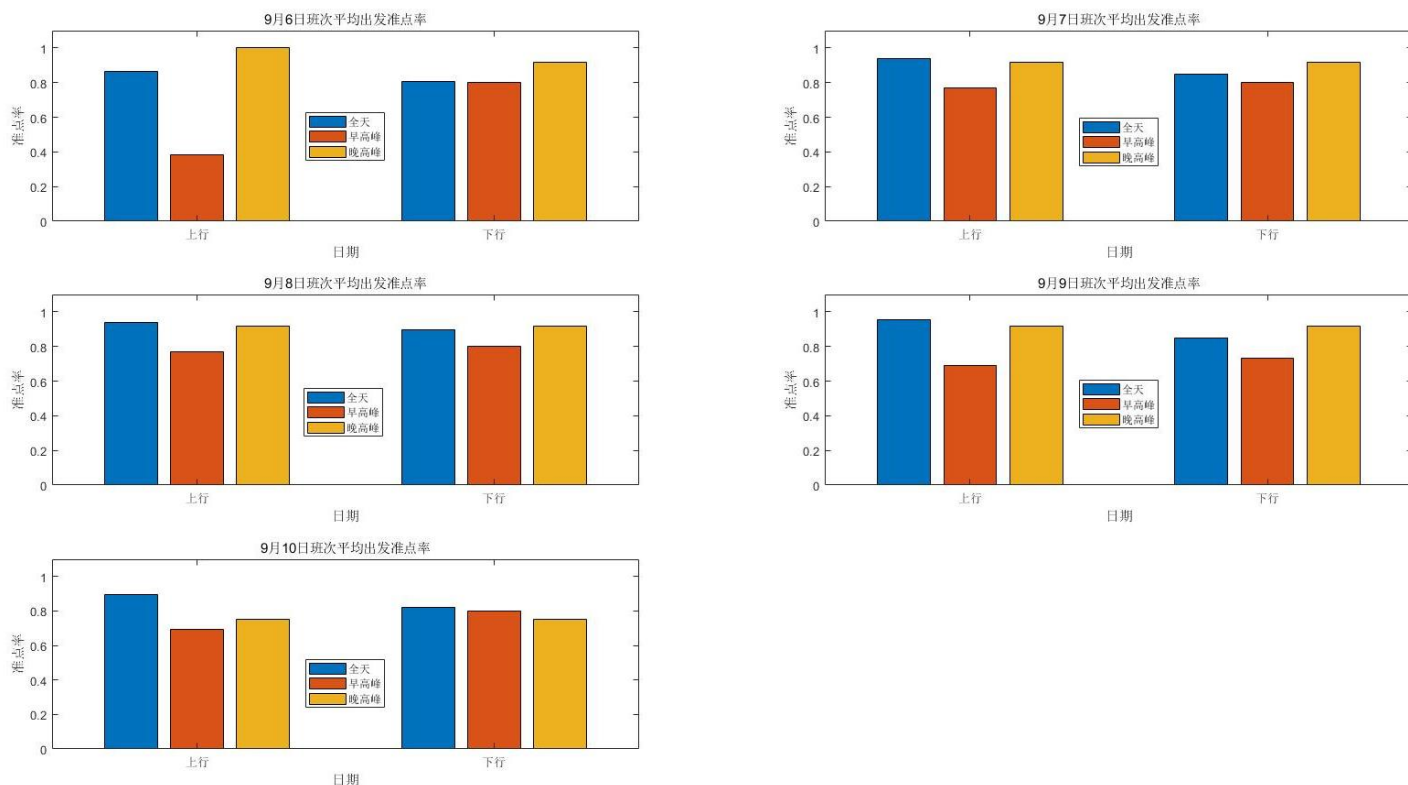 9月6日班次平均出发准点率
准点率
1
0.8
0.6
0.4
0.2
0
全天
早高峰
晚高峰
上行
下行
日期
9月7日班次平均出发准点率
准点率
1
0.8
0.6
0.4
0.2
0
全天
早高峰
晚高峰
上行
下行
日期
9月8日班次平均出发准点率
准点率
1
0.8
0.6
0.4
0.2
0
全天
早高峰
晚高峰
上行
下行
日期
9月9日班次平均出发准点率
准点率
1
0.8
0.6
0.4
0.2
0
全天
早高峰
晚高峰
上行
下行
日期
9月10日班次平均出发准点率
准点率
1
0.8
0.6
0.4
0.2
0
全天
早高峰
晚高峰
上行
下行
日期